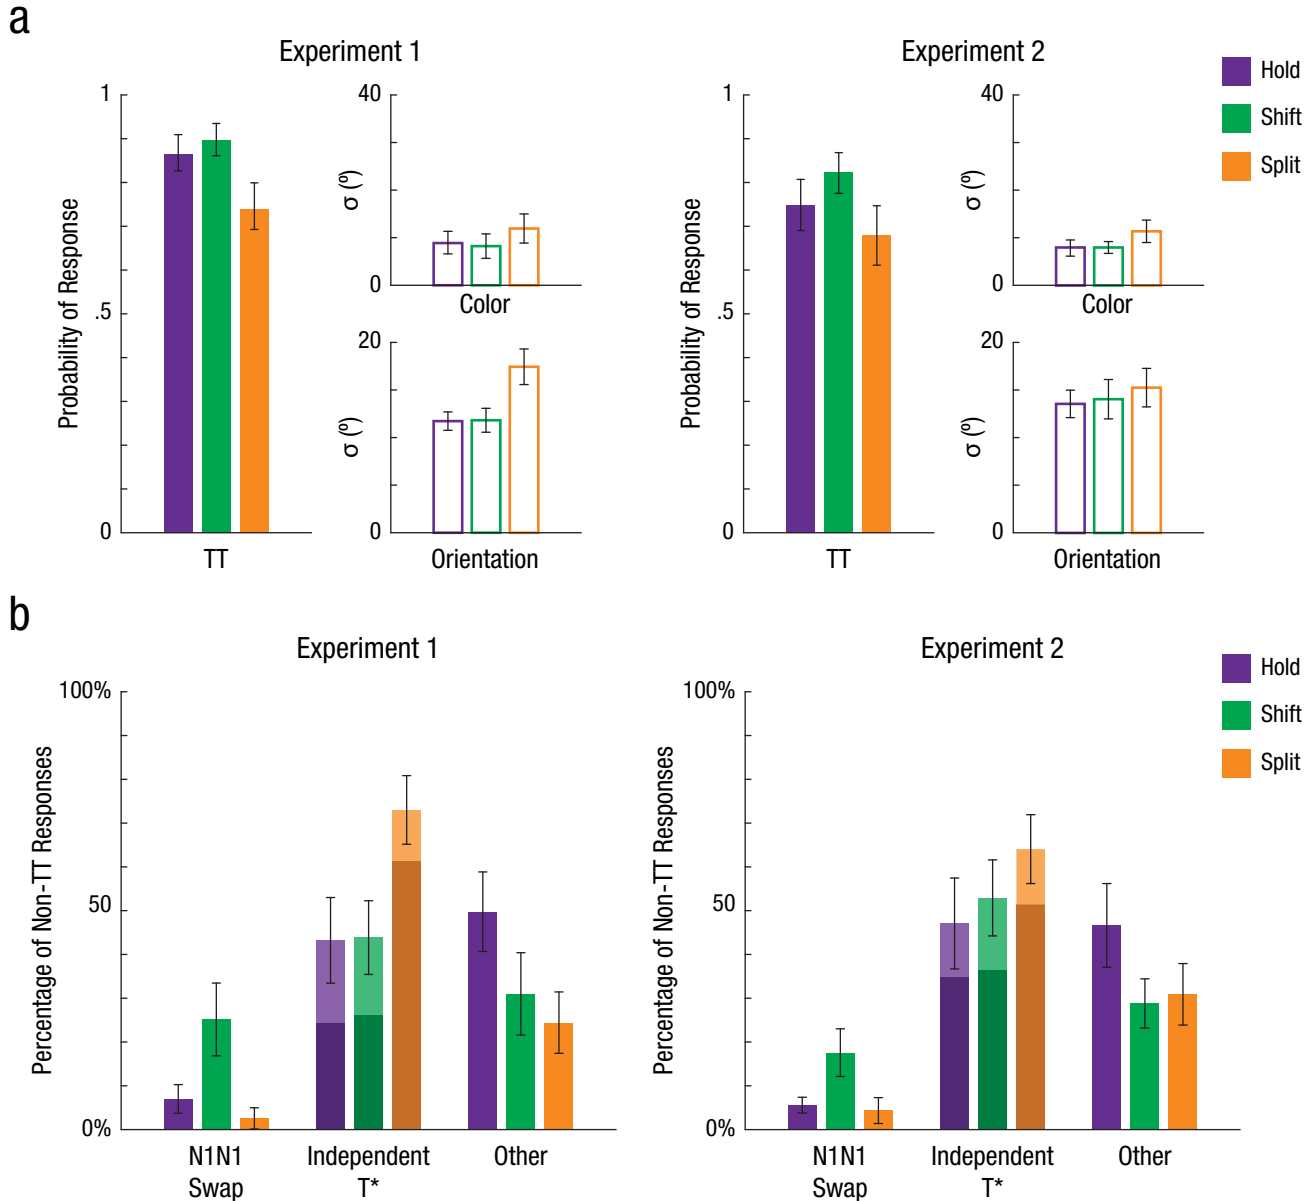 a
Experiment 1
Experiment 2
Hold
Shift
Split
Probability of Response
1
.5
0
TT
σ (º)
40
0
Color
σ (º)
20
0
Orientation
Probability of Response
1
.5
0
TT
σ (º)
40
0
Color
σ (º)
20
0
Orientation
b
Experiment 1
Experiment 2
Hold
Shift
Split
Percentage of Non-TT Responses
100%
50
0%
N1N1
Swap
Independent
T*
Other
Percentage of Non-TT Responses
100%
50
0%
N1N1
Swap
Independent
T*
Other